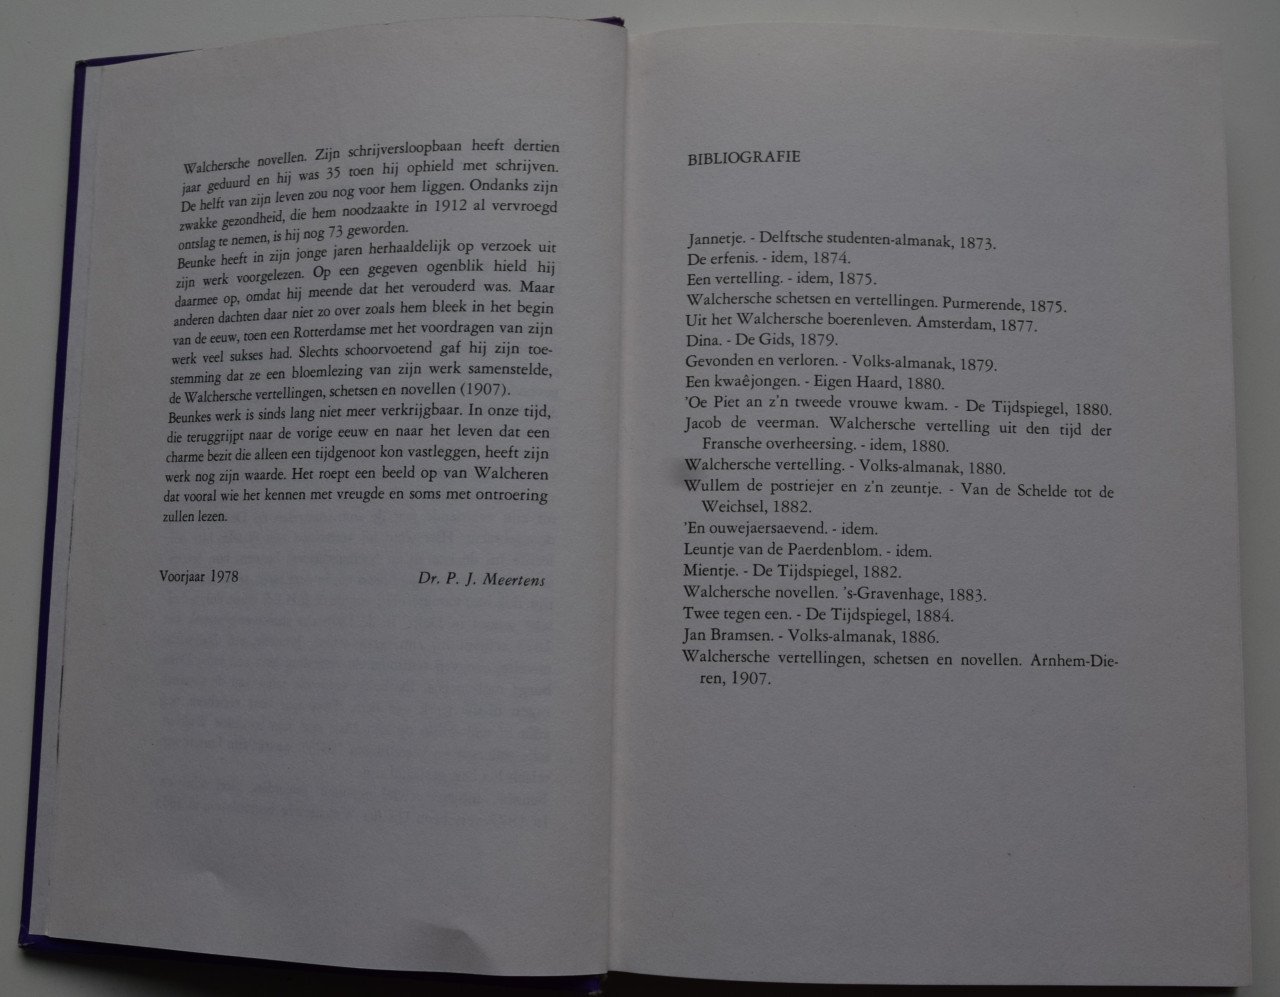 Walchersche novellen. Zijn schrijversloopbaan heeft dertien
jaar geduurd en hij was 35 toen hij ophield met schrijven.
De helft van zijn leven zou nog voor hem liggen. Ondanks zijn
zwakke gezondheid, die hem noodzaakte in 1912 al vervroegd
ontslag te nemen, is hij nog 73 geworden.
Beunke heeft in zijn jonge jaren herhaaldelijk op verzoek uit
zijn werk voorgelezen. Op een gegeven ogenblik hield hij
daarmee op, omdat hij meende dat het verouderd was. Maar
anderen dachten daar niet zo over zoals hem bleek in het begin
van de eeuw, toen een Rotterdamse met het voordragen van zijn
werk veel sukses had. Slechts schoorvoetend gaf hij zijn toe-
stemming dat ze een bloemlezing van zijn werk samenstelde,
de Walchersche vertellingen, schetsen en novellen (1907).
Beunkes werk is sinds lang niet meer verkrijgbaar. In onze tijd,
die teruggrijpt naar de vorige eeuw en naar het leven dat een
charme bezit die alleen een tijdgenoot kon vastleggen, heeft zijn
werk nog zijn waarde. Het roept een beeld op van Walcheren
dat vooral wie het kennen met vreugde en soms met ontroering
zullen lezen.
Voorjaar 1978 Dr. P. J. Meertens
BIBLIOGRAFIE
Jannetje. - Delftsche studenten-almanak, 1873.
De erfenis. - idem, 1874.
Een vertelling. - idem, 1875.
Walchersche schetsen en vertellingen. Purmerende, 1875.
Uit het Walchersche boerenleven. Amsterdam, 1877.
Dina. - De Gids, 1879.
Gevonden en verloren. - Volks-almanak, 1879.
Een kwaêjongen. - Eigen Haard, 1880.
'Oe Piet an z'n tweede vrouwe kwam. - De Tijdspiegel, 1880.
Jacob de veerman. Walchersche vertelling uit den tijd der
Fransche overheersing. - idem, 1880.
Walchersche vertelling. - Volks-almanak, 1880.
Wullem de postriejer en z'n zeuntje. - Van de Schelde tot de
Weichsel, 1882.
'En ouwejaersaevend. - idem.
Leuntje van de Paerdenblom. - idem.
Mientje. - De Tijdspiegel, 1882.
Walchersche novellen. 's-Gravenhage, 1883.
Twee tegen een. - De Tijdspiegel, 1884.
Jan Bramsen. - Volks-almanak, 1886.
Walchersche vertellingen, schetsen en novellen. Arnhem-Die-
ren, 1907.